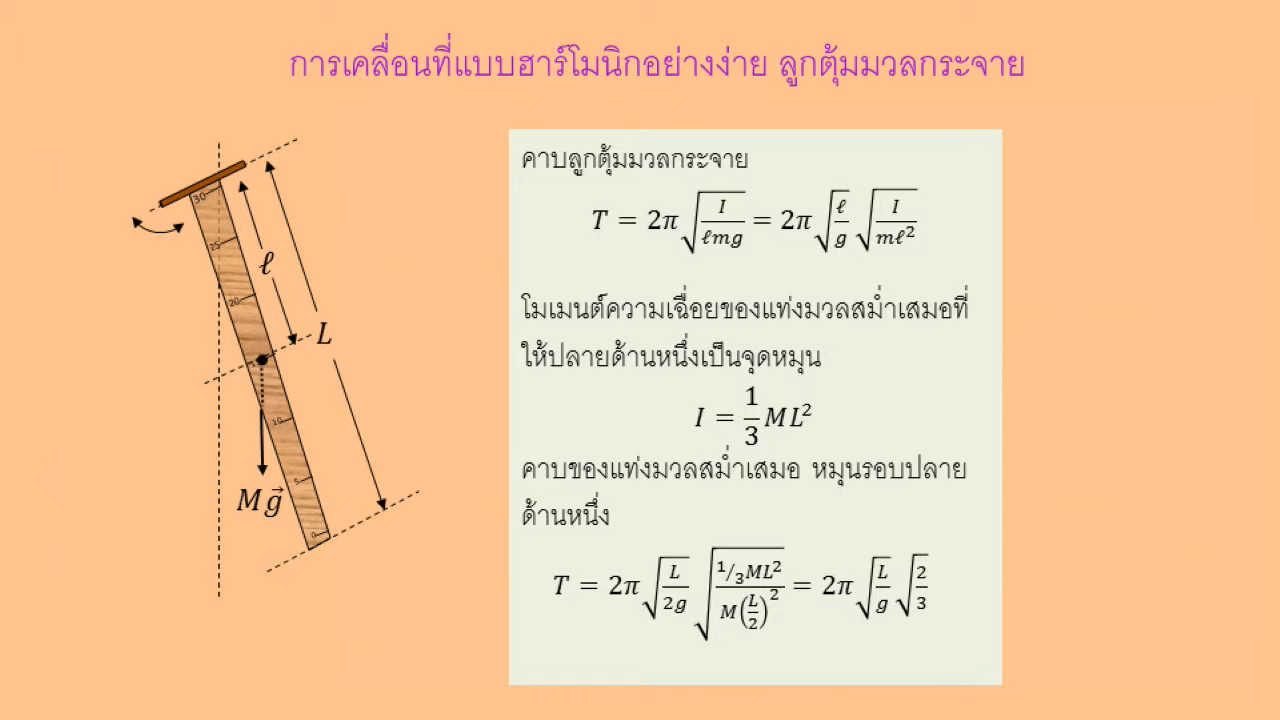 การเคลื่อนที่แบบฮาร์โมนิกอย่างง่าย ลูกตุ้มมวลกระจาย
30
25
20
ℓ
L
10
5
0
M\vec{g}
คาบลูกตุ้มมวลกระจาย
T = 2π√(I/ℓmg) = 2π√(ℓ/g) √(I/mℓ²)
โมเมนต์ความเฉื่อยของแท่งมวลสม่ำเสมอที่
ให้ปลายด้านหนึ่งเป็นจุดหมุน
I = 1/3 ML²
คาบของแท่งมวลสม่ำเสมอ หมุนรอบปลาย
ด้านหนึ่ง
T = 2π√(L/2g) √(1/3ML²/M(L/2)²) = 2π√(L/g) √(2/3)